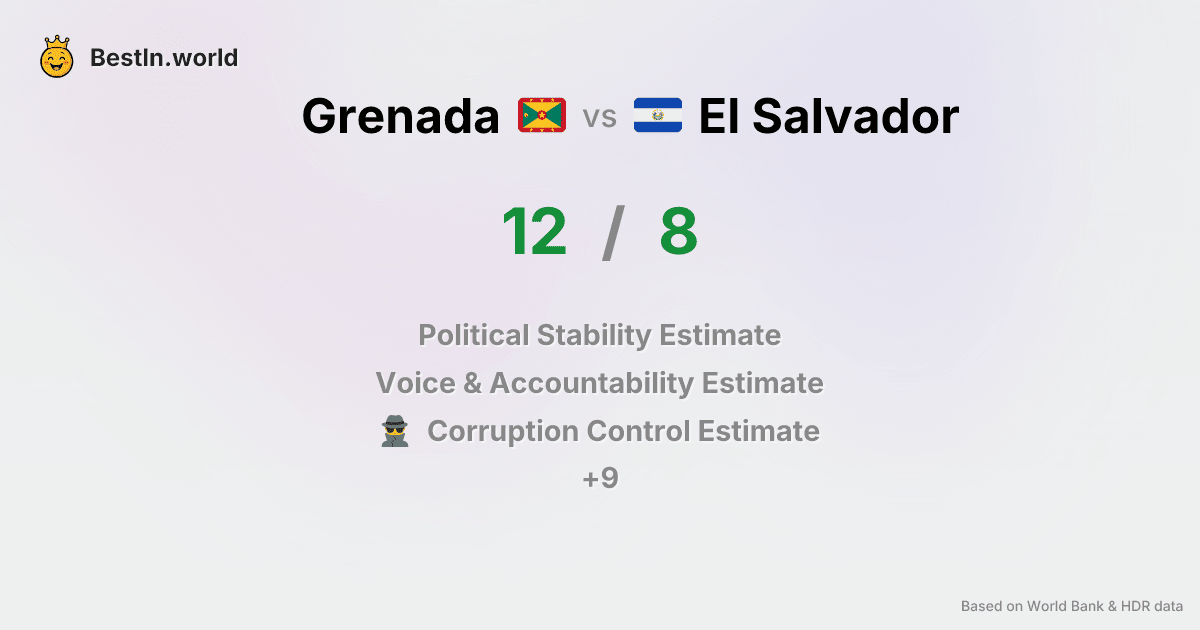 BestIn.world
Grenada vs El Salvador
12 / 8
Political Stability Estimate
Voice & Accountability Estimate
Corruption Control Estimate
+9
Based on World Bank & HDR data